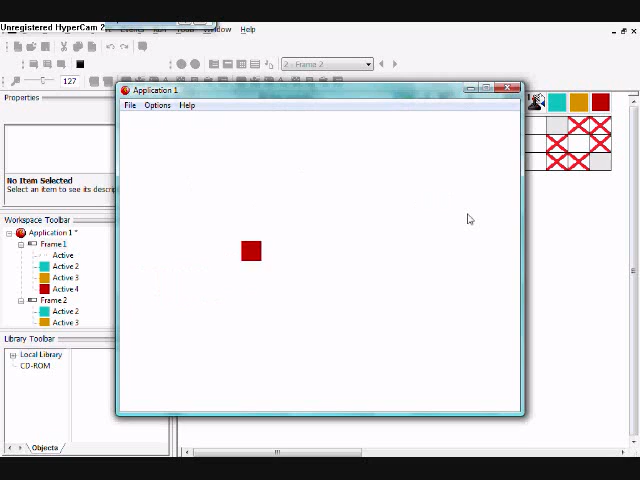 Unregistered HyperCam 2
Window Help
2 - Frame 2
127
Properties
No Item Selected
Select an item to see its descrip
Workspace Toolbar
Application 1 *
Frame 1
Active
Active 2
Active 3
Active 4
Frame 2
Active 2
Active 3
Library Toolbar
Local Library
CD-ROM
Objects
Application 1
File Options Help